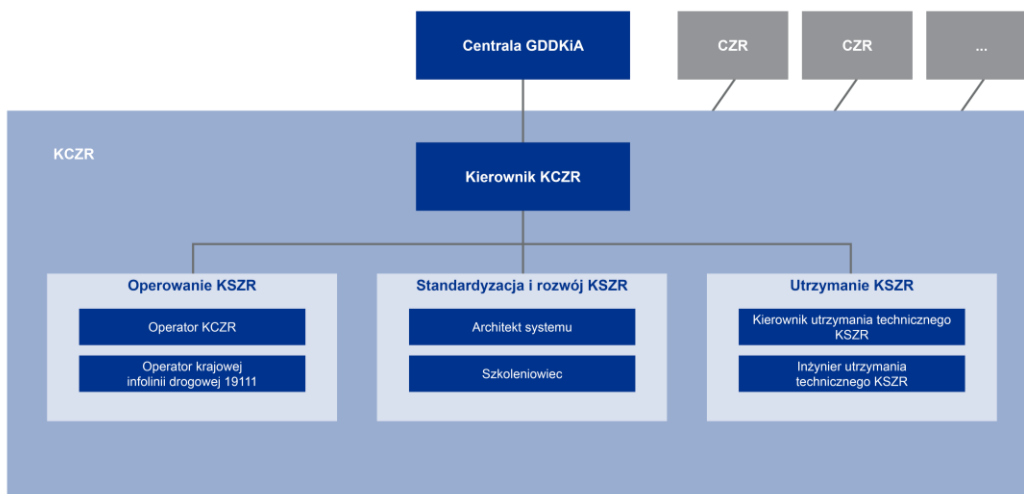 Centrala GDDKiA
CZR
CZR
...
KCZR
Kierownik KCZR
Operowanie KSZR
Operator KCZR
Operator krajowej
infolinii drogowej 19111
Standardyzacja i rozwój KSZR
Architekt systemu
Szkoleniowiec
Utrzymanie KSZR
Kierownik utrzymania technicznego
KSZR
Inżynier utrzymania
technicznego KSZR